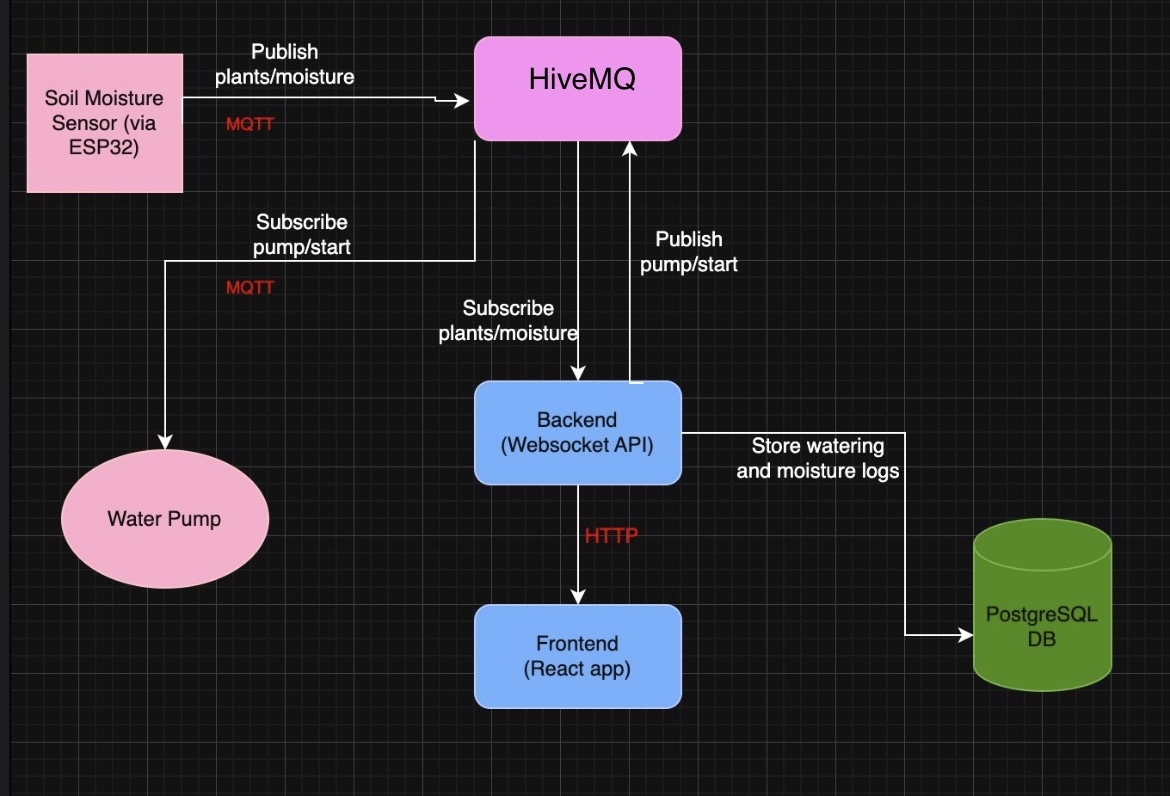 Publish
plants/moisture
HiveMQ
Soil Moisture
Sensor (via
ESP32)
MQTT
Subscribe
pump/start
MQTT
Publish
pump/start
Subscribe
plants/moisture
Backend
(Websocket API)
Store watering
and moisture logs
Water Pump
HTTP
PostgreSQL
DB
Frontend
(React app)